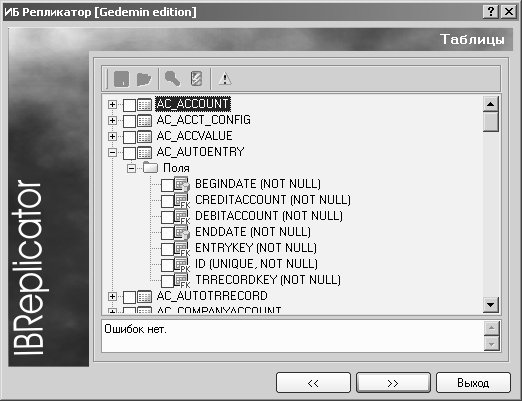 ИБ Репликатор [Gedemin edition]
Таблицы
IBReplicator
AC_ACCOUNT
AC_ACCT_CONFIG
AC_ACCVALUE
AC_AUTOENTRY
Поля
BEGINDATE (NOT NULL)
CREDITACCOUNT (NOT NULL)
DEBITACCOUNT (NOT NULL)
ENDDATE (NOT NULL)
ENTRYKEY (NOT NULL)
ID (UNIQUE, NOT NULL)
TRRECORDKEY (NOT NULL)
AC_AUTOTRRECORD
AC_COMPANYACCOUNT
Ошибок нет.
<< >> Выход